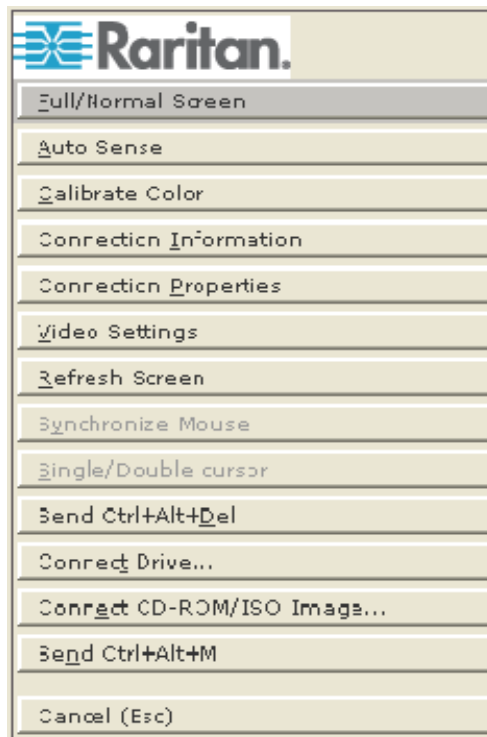 Raritan.
Full/Normal Screen
Auto Sense
Calibrate Color
Connection Information
Connection Properties
Video Settings
Refresh Screen
Synchronize Mouse
Single/Double cursor
Send Ctrl+Alt+Del
Connect Drive...
Connect CD-ROM/ISO Image...
Send Ctrl+Alt+M
Cancel (Esc)